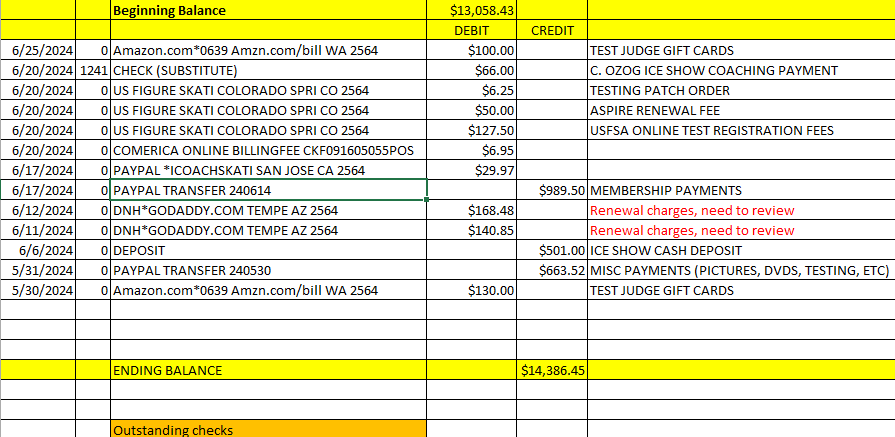 Beginning Balance $13,058.43
DEBIT CREDIT
6/25/2024 0 Amazon.com*0639 Amzn.com/bill WA 2564 $100.00 TEST JUDGE GIFT CARDS
6/20/2024 1241 CHECK (SUBSTITUTE) $66.00 C. OZOG ICE SHOW COACHING PAYMENT
6/20/2024 0 US FIGURE SKATI COLORADO SPRI CO 2564 $6.25 TESTING PATCH ORDER
6/20/2024 0 US FIGURE SKATI COLORADO SPRI CO 2564 $50.00 ASPIRE RENEWAL FEE
6/20/2024 0 US FIGURE SKATI COLORADO SPRI CO 2564 $127.50 USFSA ONLINE TEST REGISTRATION FEES
6/20/2024 0 COMERICA ONLINE BILLINGFEE CKF091605055POS $6.95
6/17/2024 0 PAYPAL *ICOACHSKATI SAN JOSE CA 2564 $29.97
6/17/2024 0 PAYPAL TRANSFER 240614 $989.50 MEMBERSHIP PAYMENTS
6/12/2024 0 DNH*GODADDY.COM TEMPE AZ 2564 $168.48 Renewal charges, need to review
6/11/2024 0 DNH*GODADDY.COM TEMPE AZ 2564 $140.85 Renewal charges, need to review
6/6/2024 0 DEPOSIT $501.00 ICE SHOW CASH DEPOSIT
5/31/2024 0 PAYPAL TRANSFER 240530 $663.52 MISC PAYMENTS (PICTURES, DVDS, TESTING, ETC)
5/30/2024 0 Amazon.com*0639 Amzn.com/bill WA 2564 $130.00 TEST JUDGE GIFT CARDS
ENDING BALANCE $14,386.45
Outstanding checks